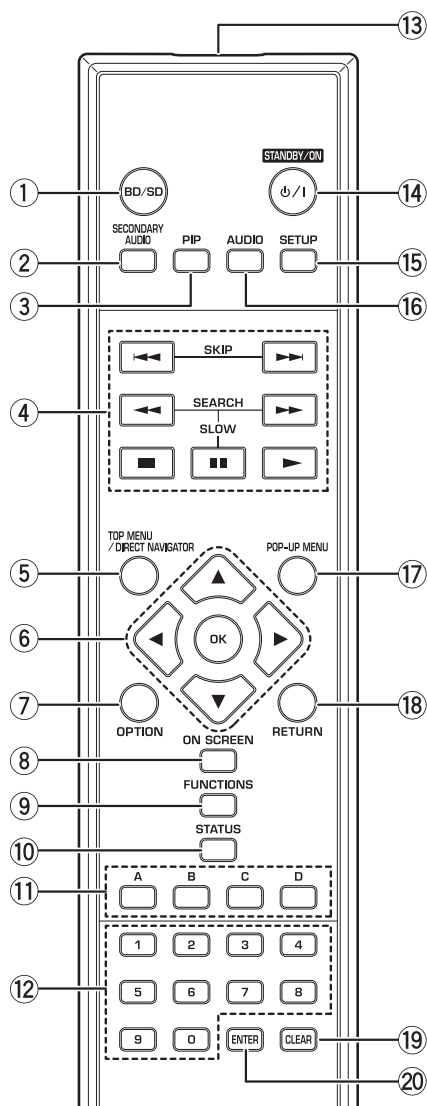 13
STANDBY/ON
1 BD/SD ⏻/I 14
SECONDARY AUDIO PIP AUDIO SETUP
2 15
3 16
SKIP
4 SEARCH
SLOW
TOP MENU
/DIRECT NAVIGATOR POP-UP MENU
5 17
6 OK
7 18
OPTION RETURN
ON SCREEN
8
FUNCTIONS
9
STATUS
10
11 A B C D
1 2 3 4
12 5 6 7 8
9 0 ENTER CLEAR 19
20